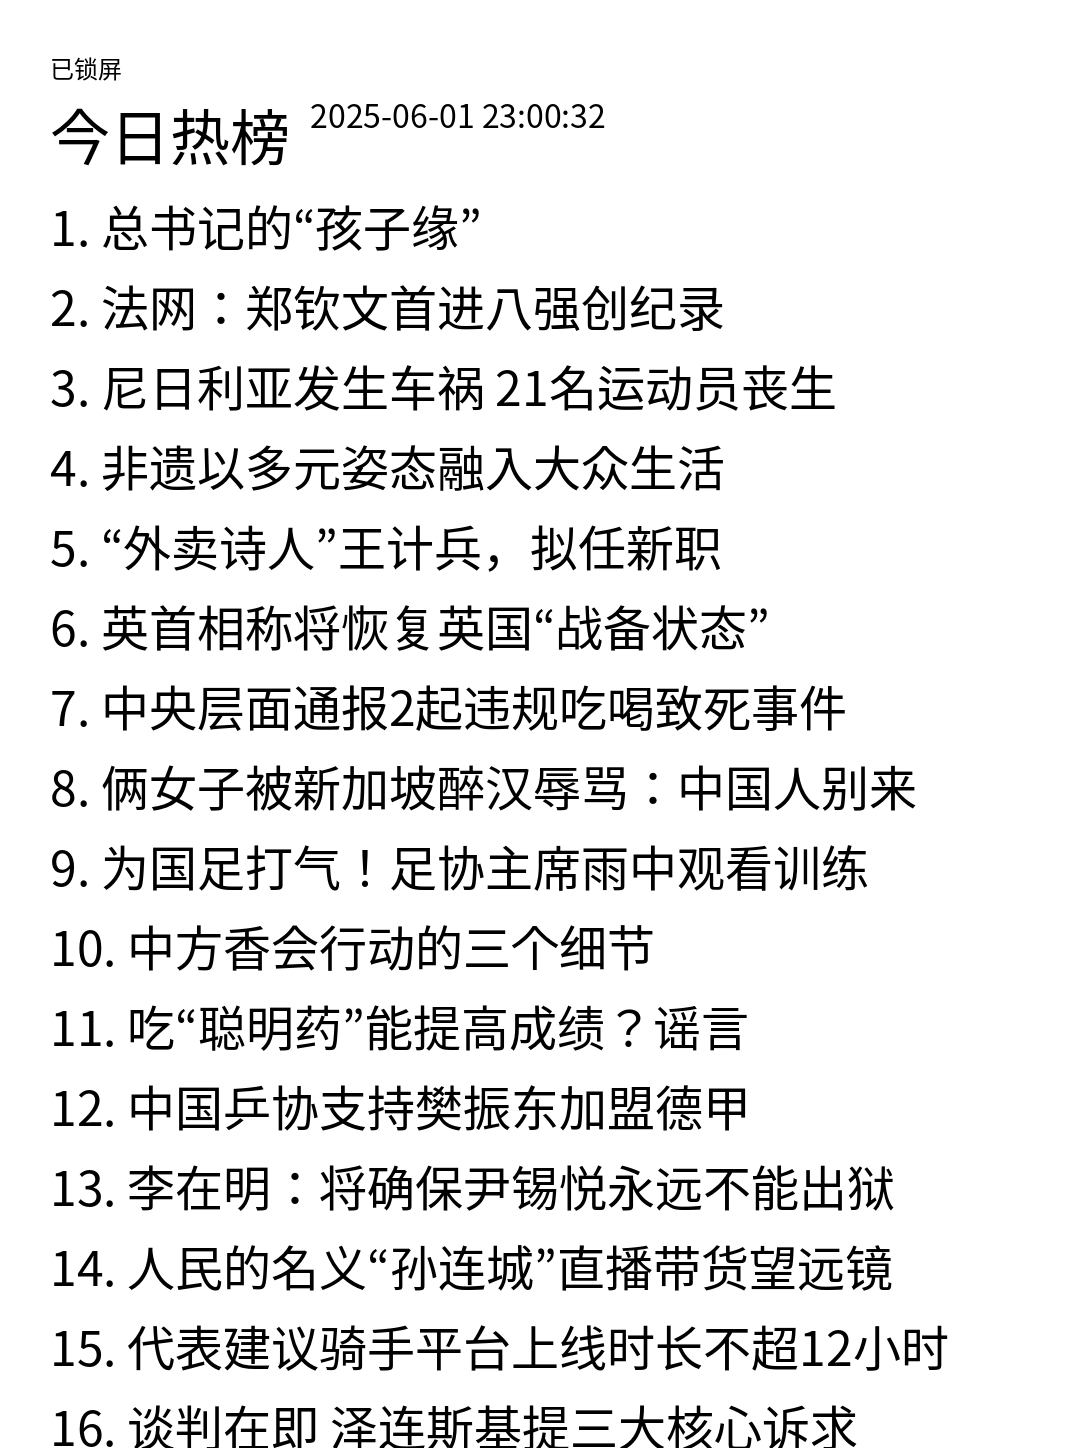 已锁屏
今日热榜 2025-06-01 23:00:32
1. 总书记的“孩子缘”
2. 法网：郑钦文首进八强创纪录
3. 尼日利亚发生车祸 21名运动员丧生
4. 非遗以多元姿态融入大众生活
5. “外卖诗人”王计兵，拟任新职
6. 英首相称将恢复英国“战备状态”
7. 中央层面通报2起违规吃喝致死事件
8. 俩女子被新加坡醉汉辱骂：中国人别来
9. 为国足打气！足协主席雨中观看训练
10. 中方香会行动的三个细节
11. 吃“聪明药”能提高成绩？谣言
12. 中国乒协支持樊振东加盟德甲
13. 李在明：将确保尹锡悦永远不能出狱
14. 人民的名义“孙连城”直播带货望远镜
15. 代表建议骑手平台上线时长不超12小时
16. 谈判在即 泽连斯基提三大核心诉求